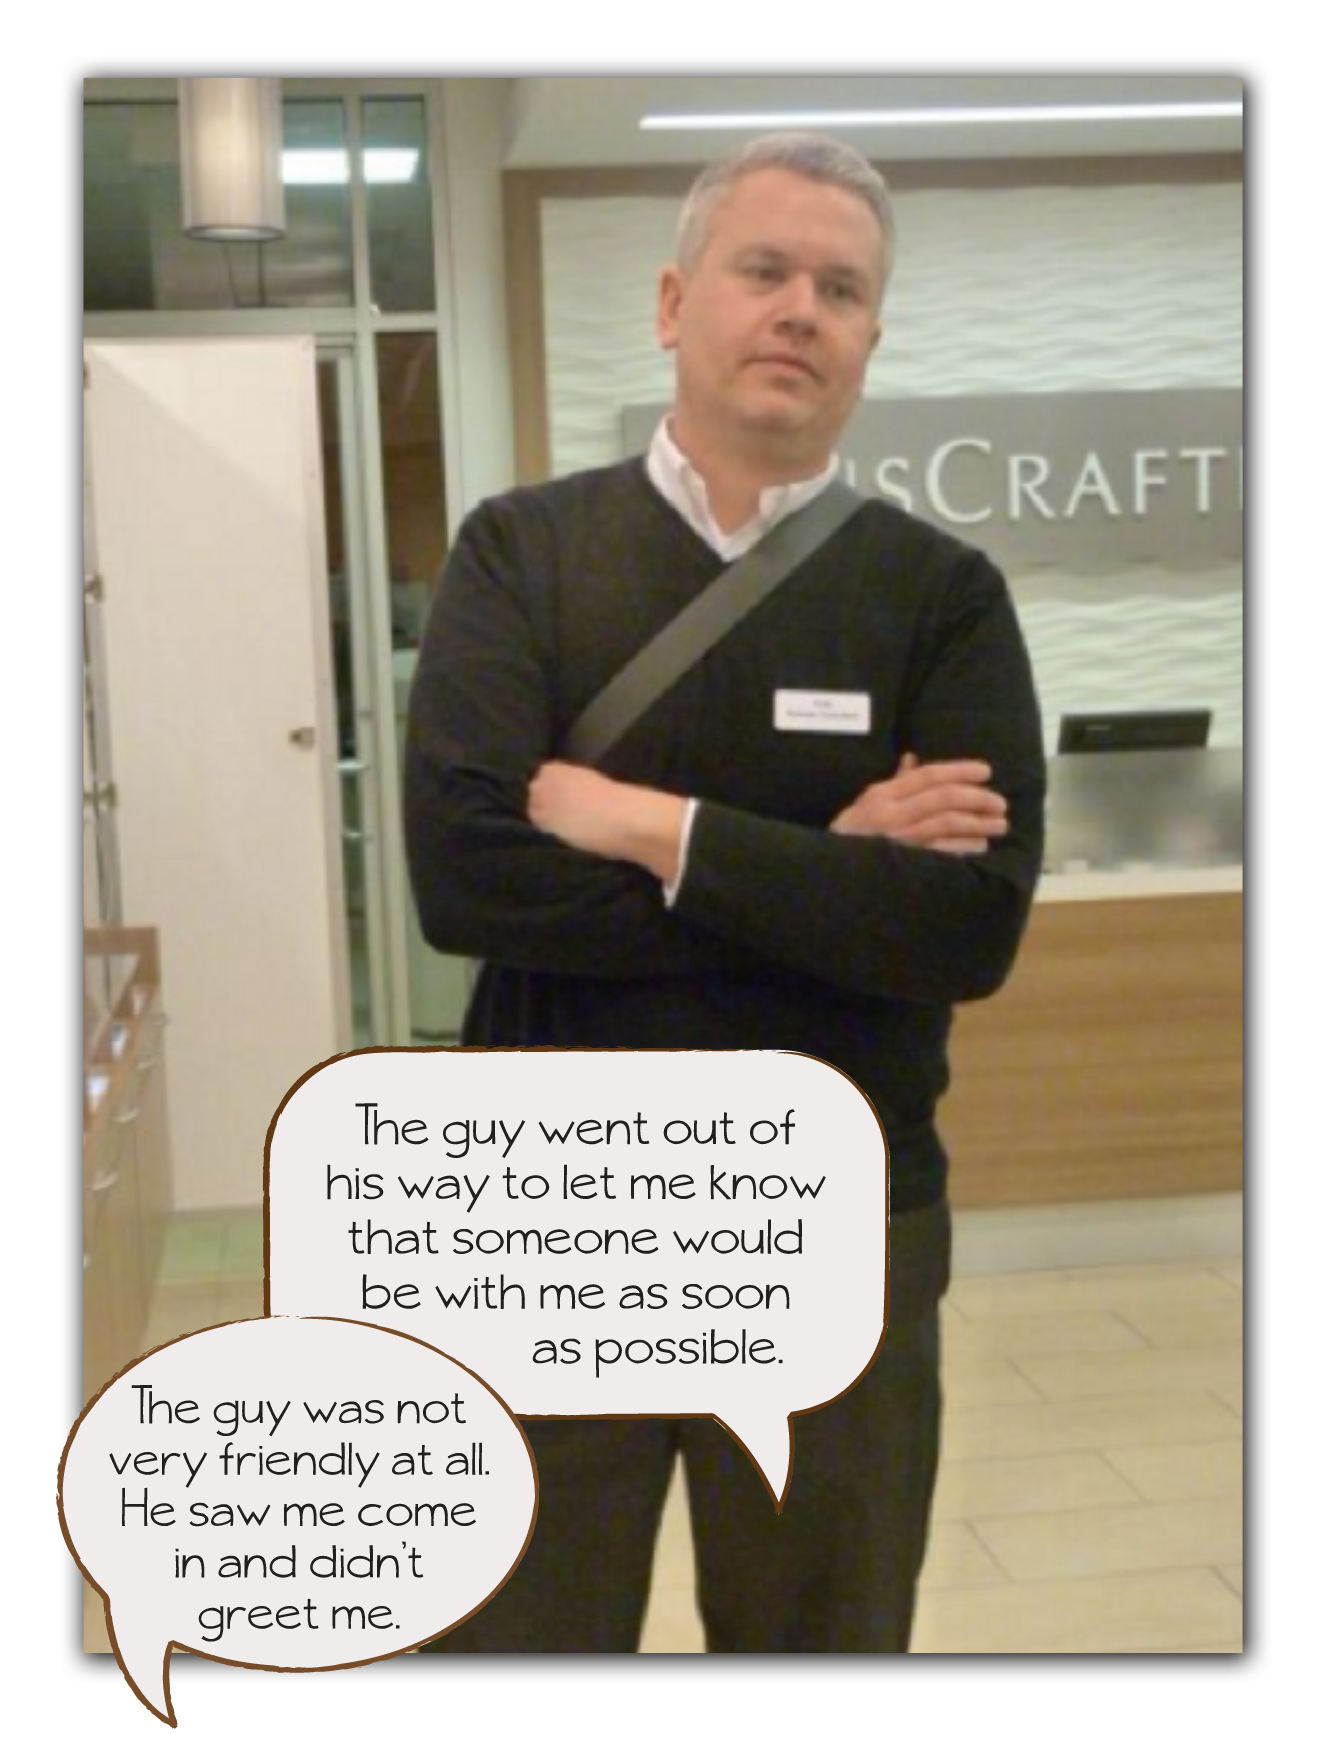 ISCRAFT
The guy went out of
his way to let me know
that someone would
be with me as soon
as possible.
The guy was not
very friendly at all.
He saw me come
in and didn't
greet me.